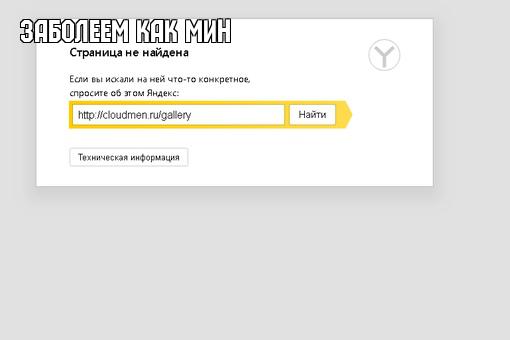 ЗАБОЛЕЕМ КАК МИН
Страница не найдена
Если вы искали на ней что-то конкретное,
спросите об этом Яндекс:
http://cloudmen.ru/gallery Найти
Техническая информация